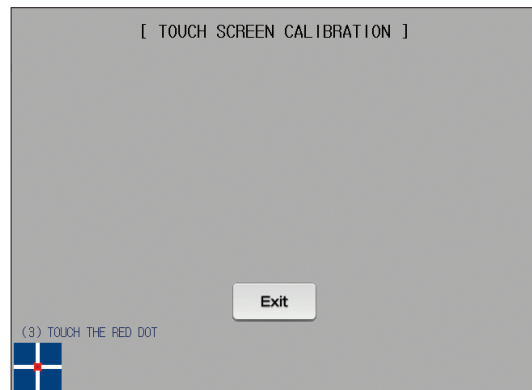 [ TOUCH SCREEN CALIBRATION ]
Exit
(3) TOUCH THE RED DOT